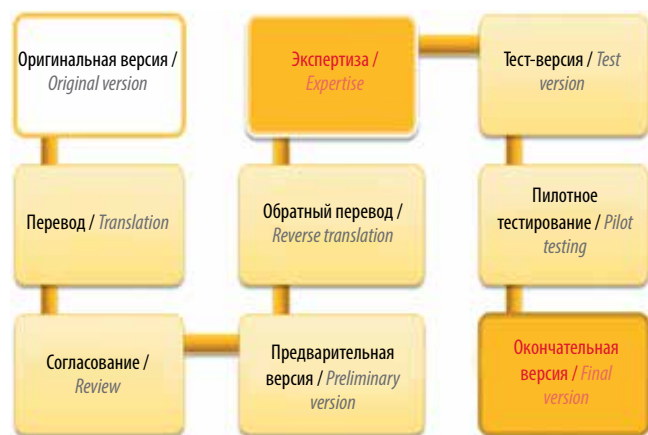 Оригинальная версия /
Original version
Перевод / Translation
Согласование /
Review
Предварительная
версия / Preliminary
version
Обратный перевод /
Reverse translation
Экспертиза /
Expertise
Тест-версия / Test
version
Пилотное
тестирование / Pilot
testing
Окончательная
версия / Final
version